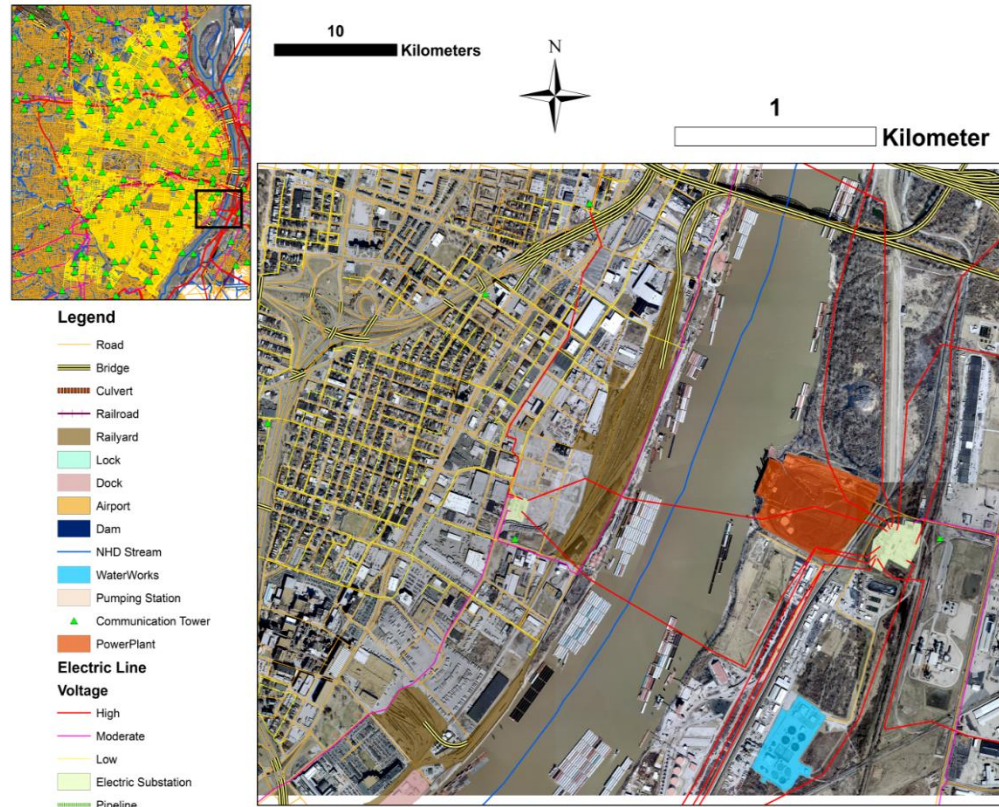 10
Kilometers
N
1
Kilometer
Legend
Road
Bridge
Culvert
Railroad
Railyard
Lock
Dock
Airport
Dam
NHD Stream
WaterWorks
Pumping Station
Communication Tower
PowerPlant
Electric Line
Voltage
High
Moderate
Low
Electric Substation
Pipeline